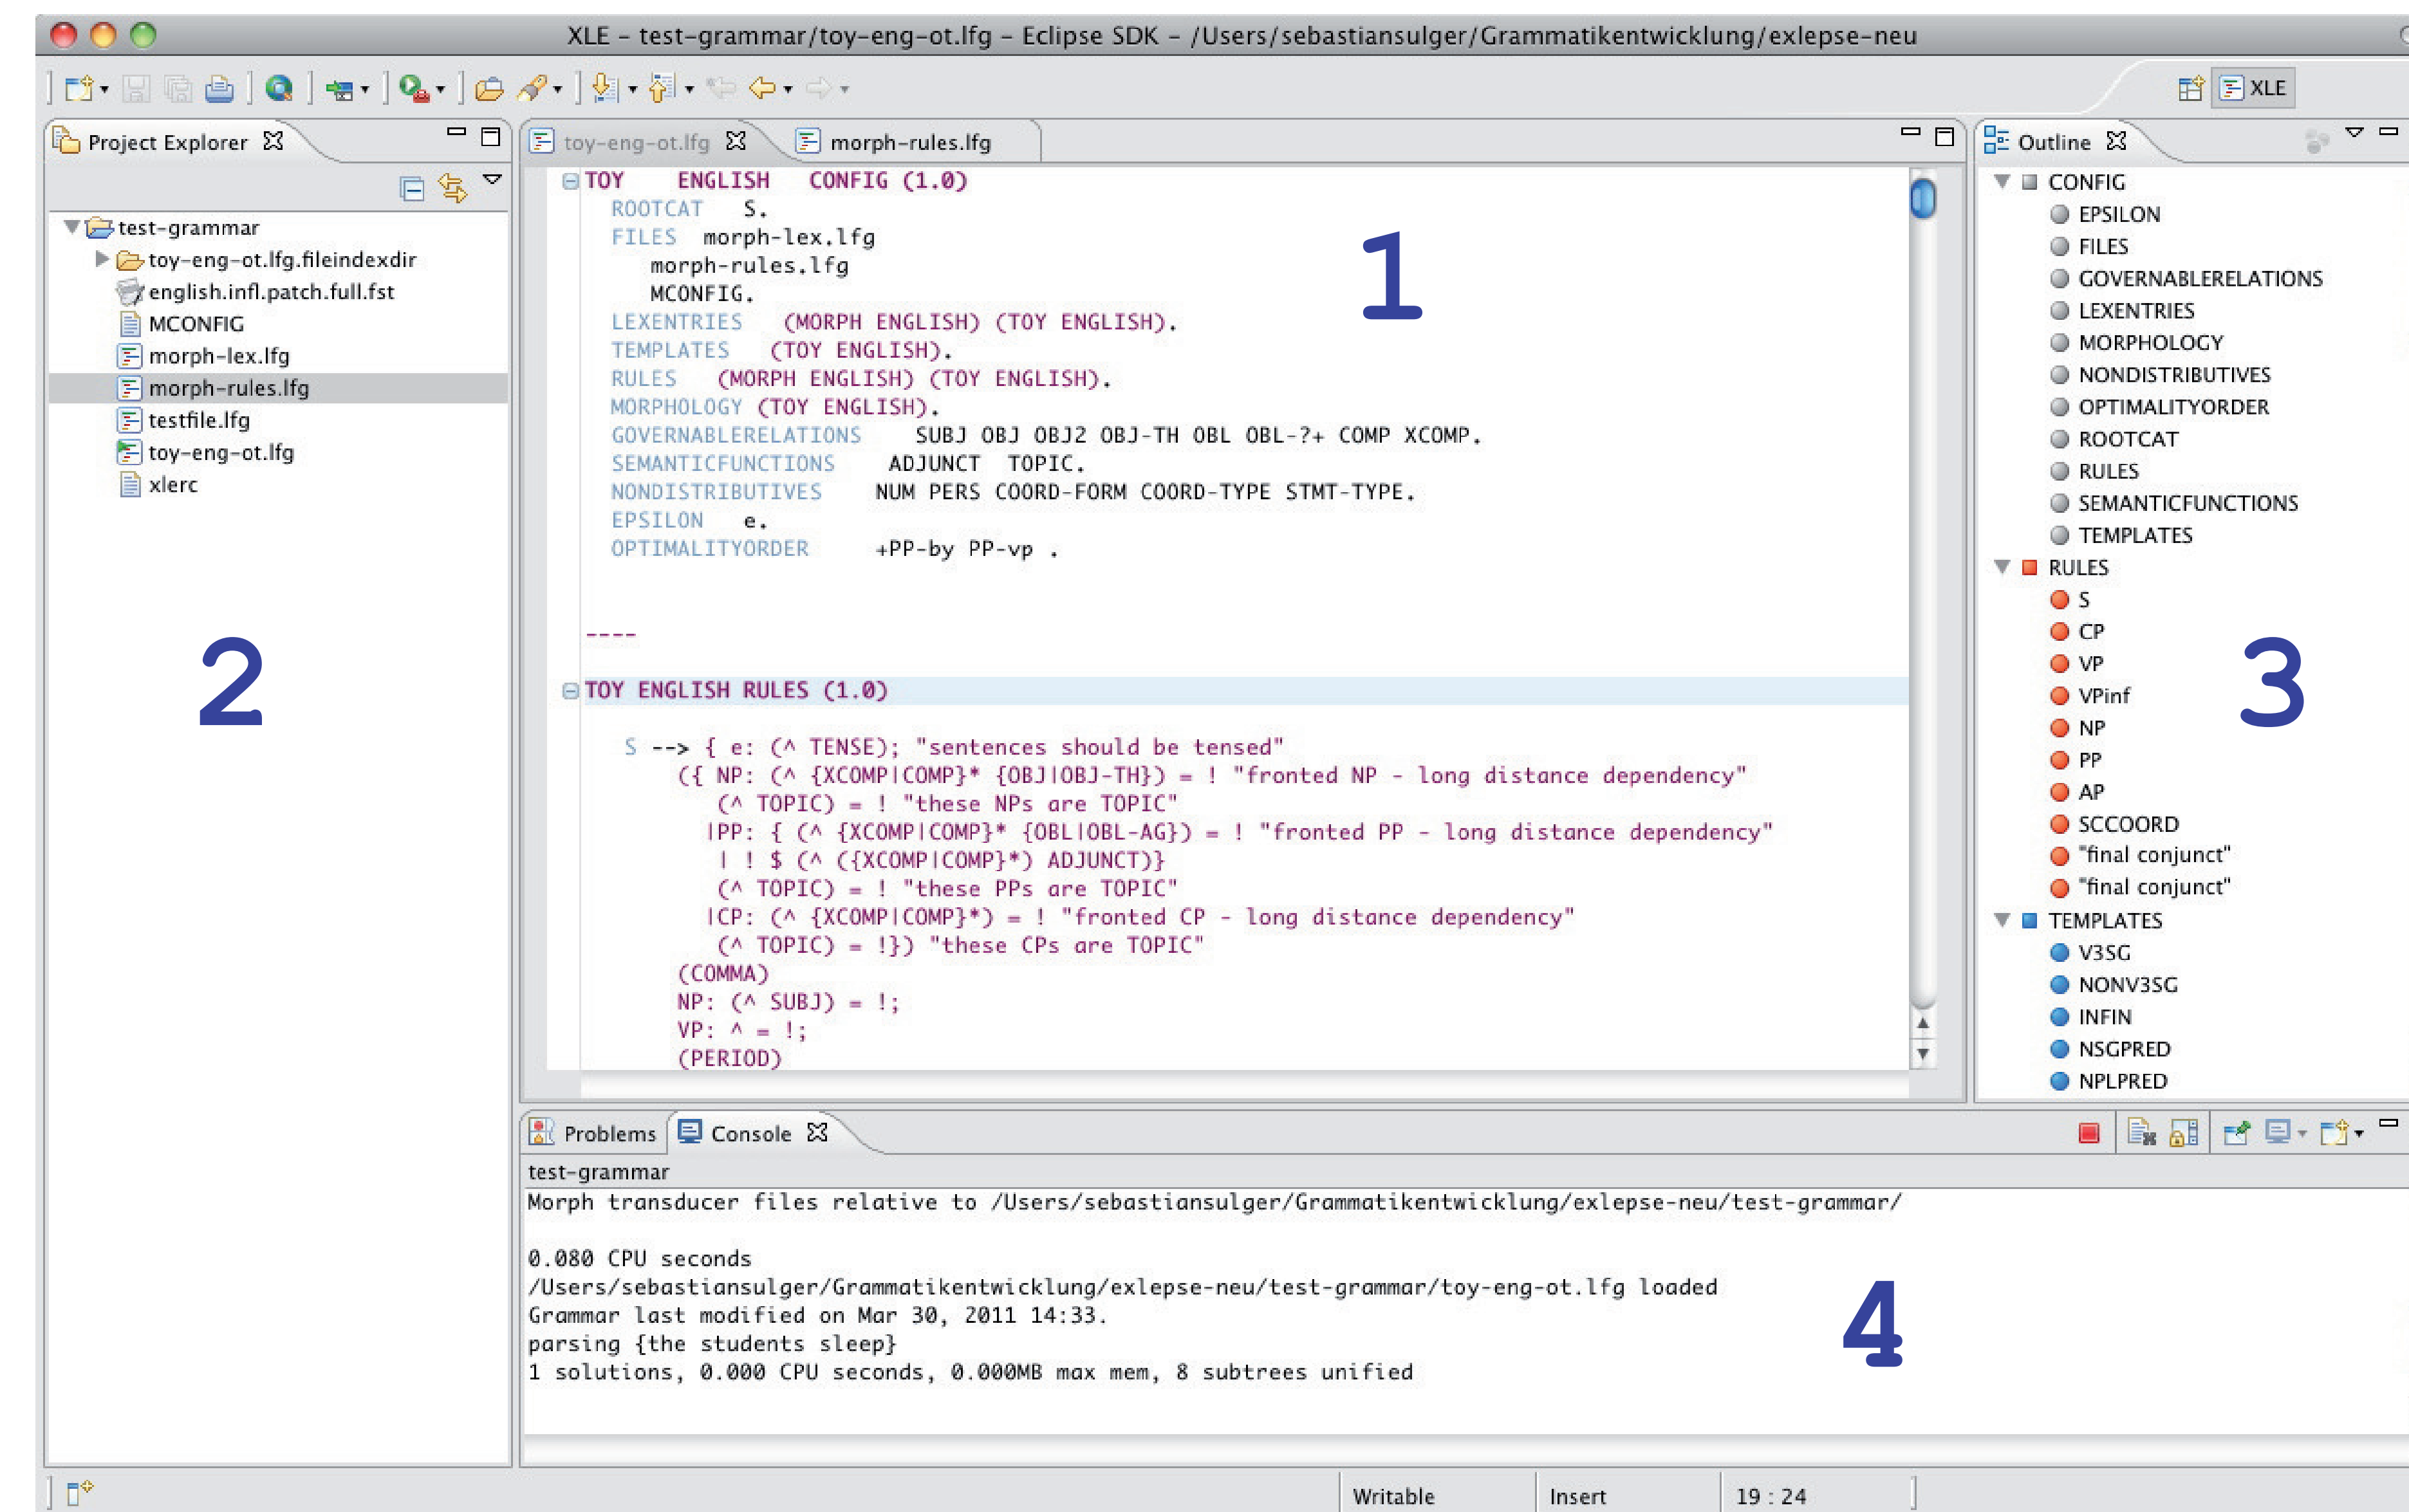 XLE – test-grammar/toy-eng-ot.lfg – Eclipse SDK – /Users/sebastiansulger/Grammatikentwicklung/exlepse-neu
XLE
Project Explorer
test-grammar
toy-eng-ot.lfg.fileindexdir
english.infl.patch.full.fst
MCONFIG
morph-lex.lfg
morph-rules.lfg
testfile.lfg
toy-eng-ot.lfg
xlerc
2
toy-eng-ot.lfg morph-rules.lfg
TOY ENGLISH CONFIG (1.0)
ROOTCAT S.
FILES morph-lex.lfg
morph-rules.lfg
MCONFIG.
LEXENTRIES (MORPH ENGLISH) (TOY ENGLISH).
TEMPLATES (TOY ENGLISH).
RULES (MORPH ENGLISH) (TOY ENGLISH).
MORPHOLOGY (TOY ENGLISH).
GOVERNABLERELATIONS SUBJ OBJ OBJ2 OBJ-TH OBL OBL-?+ COMP XCOMP.
SEMANTICFUNCTIONS ADJUNCT TOPIC.
NONDISTRIBUTIVES NUM PERS COORD-FORM COORD-TYPE STMT-TYPE.
EPSILON e.
OPTIMALITYORDER +PP-by PP-vp .
----
TOY ENGLISH RULES (1.0)
S --> { e: (^ TENSE); "sentences should be tensed"
({ NP: (^ {XCOMP|COMP}* {OBJ|OBJ-TH}) = ! "fronted NP - long distance dependency"
(^ TOPIC) = ! "these NPs are TOPIC"
|PP: { (^ {XCOMP|COMP}* {OBL|OBL-AG}) = ! "fronted PP - long distance dependency"
| ! $ (^ ({XCOMP|COMP}*) ADJUNCT)}
(^ TOPIC) = ! "these PPs are TOPIC"
|CP: (^ {XCOMP|COMP}*) = ! "fronted CP - long distance dependency"
(^ TOPIC) = !}) "these CPs are TOPIC"
(COMMA)
NP: (^ SUBJ) = !;
VP: ^ = !;
(PERIOD)
1
Outline
CONFIG
EPSILON
FILES
GOVERNABLERELATIONS
LEXENTRIES
MORPHOLOGY
NONDISTRIBUTIVES
OPTIMALITYORDER
ROOTCAT
RULES
SEMANTICFUNCTIONS
TEMPLATES
RULES
S
CP
VP
VPinf
NP
PP
AP
SCCOORD
"final conjunct"
"final conjunct"
TEMPLATES
V3SG
NONV3SG
INFIN
NSGPRED
NPLPRED
3
Problems Console
test-grammar
Morph transducer files relative to /Users/sebastiansulger/Grammatikentwicklung/exlepse-neu/test-grammar/
0.080 CPU seconds
/Users/sebastiansulger/Grammatikentwicklung/exlepse-neu/test-grammar/toy-eng-ot.lfg loaded
Grammar last modified on Mar 30, 2011 14:33.
parsing {the students sleep}
1 solutions, 0.000 CPU seconds, 0.000MB max mem, 8 subtrees unified
4
Writable Insert 19 : 24